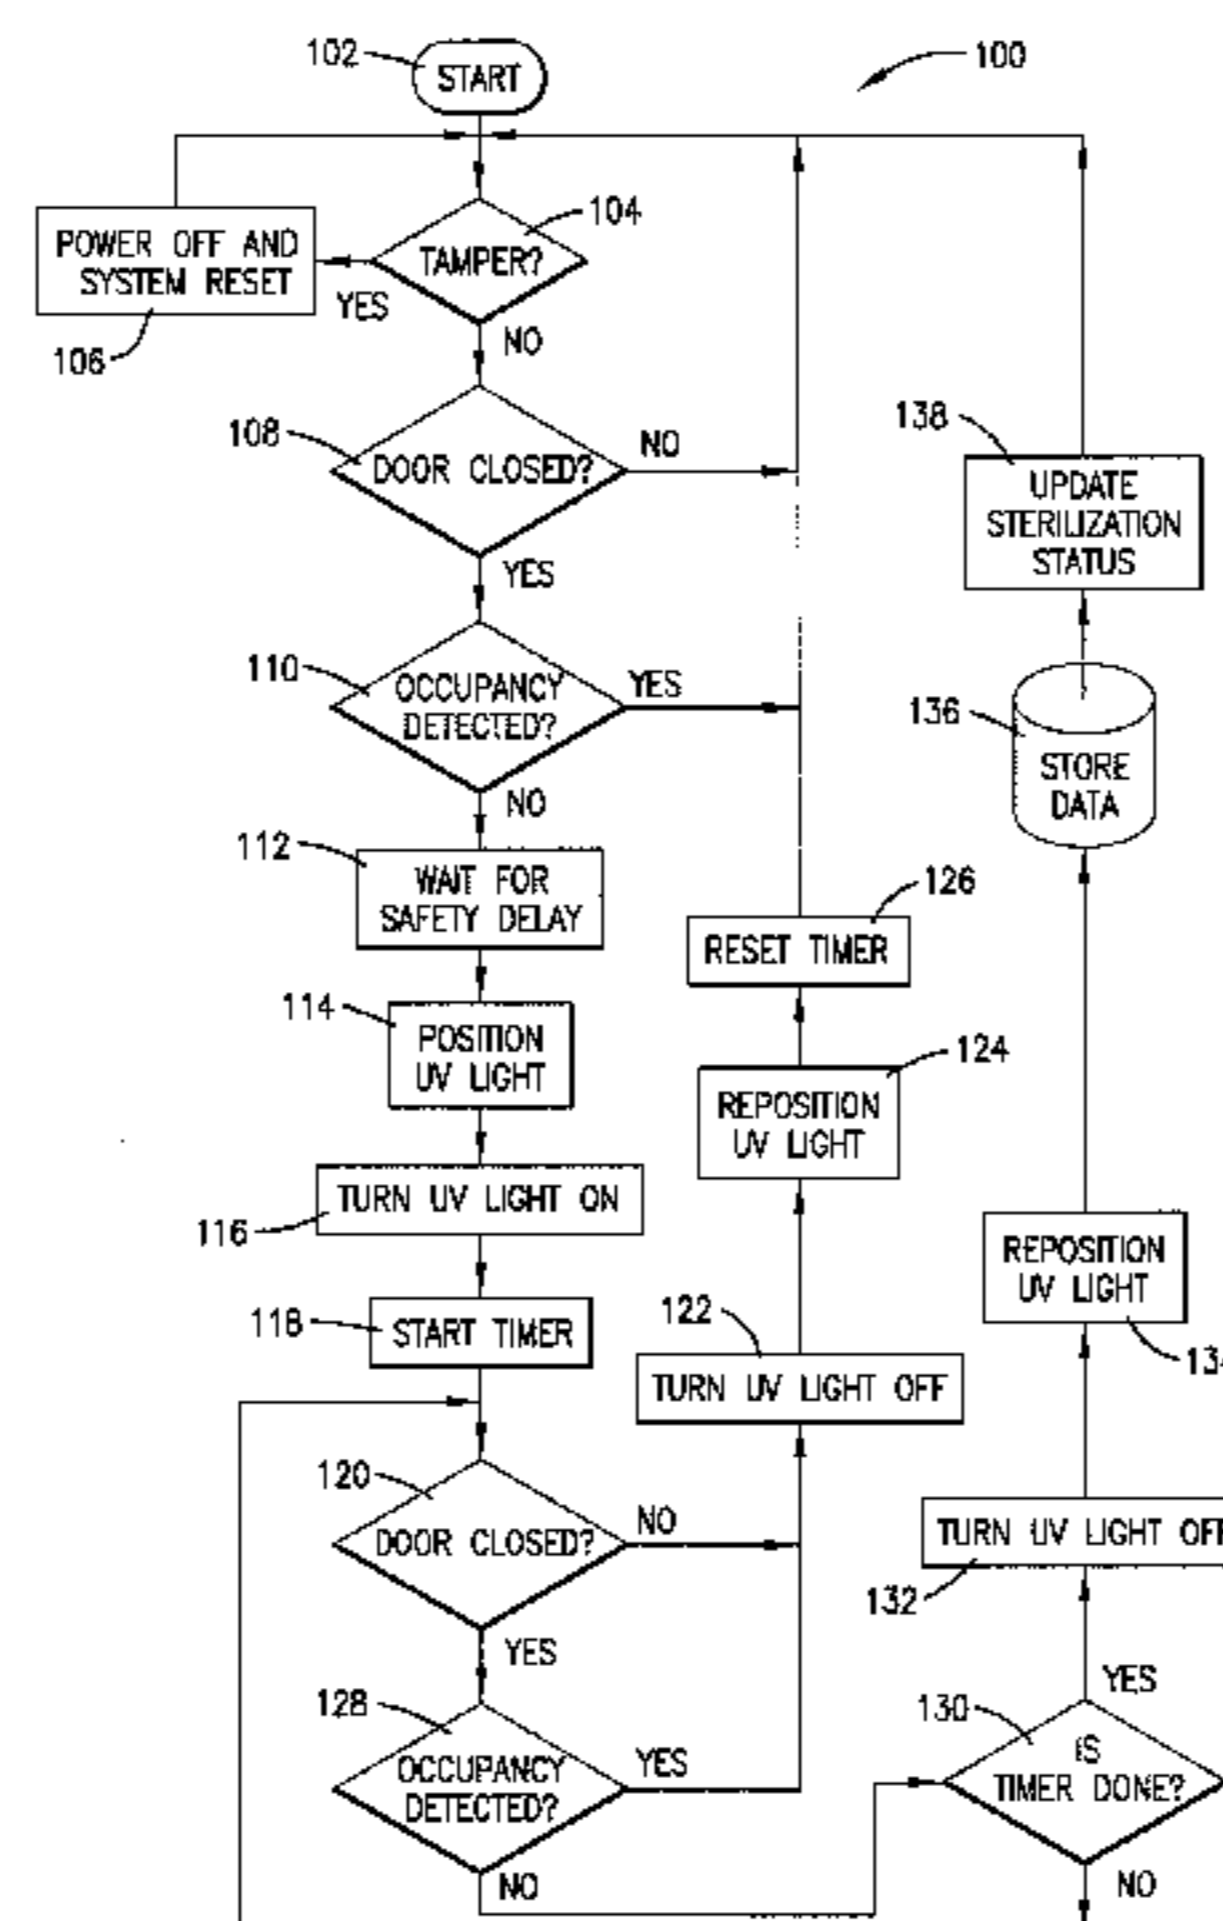 102
START
100
104
TAMPER?
POWER OFF AND
SYSTEM RESET
YES
106
NO
108
DOOR CLOSED?
NO
138
UPDATE
STERILIZATION
STATUS
YES
110
OCCUPANCY
DETECTED?
YES
136
STORE
DATA
NO
112
WAIT FOR
SAFETY DELAY
126
RESET TIMER
114
POSITION
UV LIGHT
124
REPOSITION
UV LIGHT
TURN UV LIGHT ON
116
REPOSITION
UV LIGHT
118
START TIMER
122
TURN UV LIGHT OFF
120
DOOR CLOSED?
NO
TURN UV LIGHT
132
YES
128
OCCUPANCY
DETECTED?
YES
YES
130
IS
TIMER DONE?
NO
NO